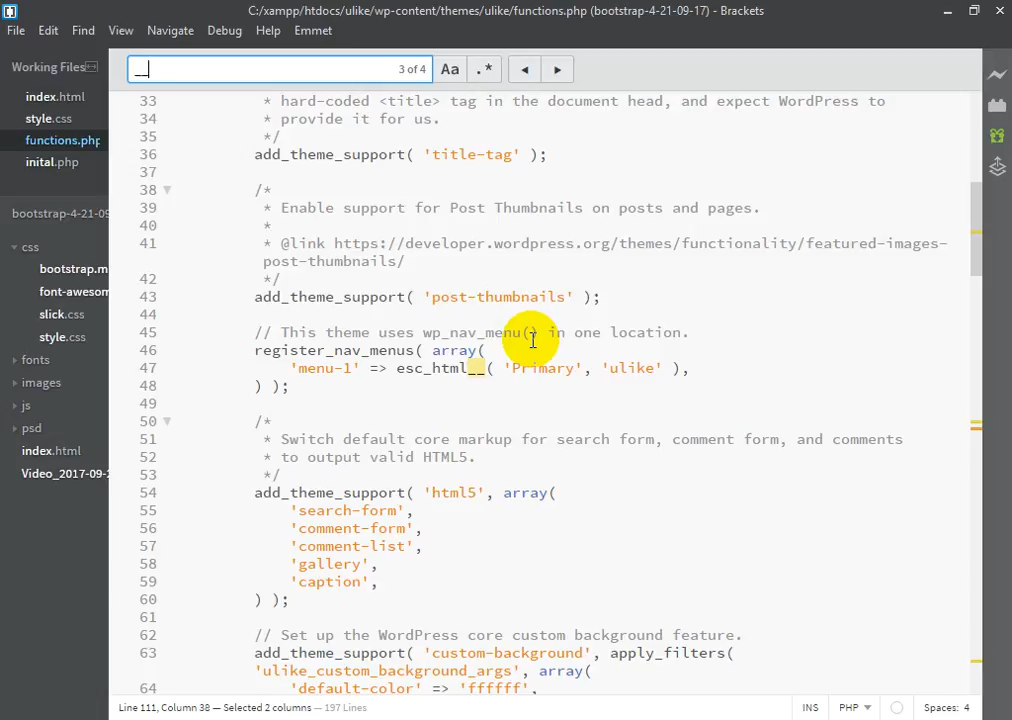 C:/xampp/htdocs/ulike/wp-content/themes/ulike/functions.php (bootstrap-4-21-09-17) - Brackets
File Edit Find View Navigate Debug Help Emmet
Working Files
index.html
style.css
functions.php
inital.php
bootstrap-4-21-09
css
bootstrap.m
font-awesom
slick.css
style.css
fonts
images
js
psd
index.html
Video_2017-09-2
__ 3 of 4 Aa .*
33 * hard-coded <title> tag in the document head, and expect WordPress to
34 * provide it for us.
35 */
36 add_theme_support( 'title-tag' );
37
38 /*
39 * Enable support for Post Thumbnails on posts and pages.
40 *
41 * @link https://developer.wordpress.org/themes/functionality/featured-images-
post-thumbnails/
42 */
43 add_theme_support( 'post-thumbnails' );
44
45 // This theme uses wp_nav_menu() in one location.
46 register_nav_menus( array(
47 'menu-1' => esc_html__( 'Primary', 'ulike' ),
48 ) );
49
50 /*
51 * Switch default core markup for search form, comment form, and comments
52 * to output valid HTML5.
53 */
54 add_theme_support( 'html5', array(
55 'search-form',
56 'comment-form',
57 'comment-list',
58 'gallery',
59 'caption',
60 ) );
61
62 // Set up the WordPress core custom background feature.
63 add_theme_support( 'custom-background', apply_filters(
'ulike_custom_background_args', array(
64 'default-color' => 'ffffff',
Line 111, Column 38 — Selected 2 columns — 197 Lines INS PHP Spaces: 4